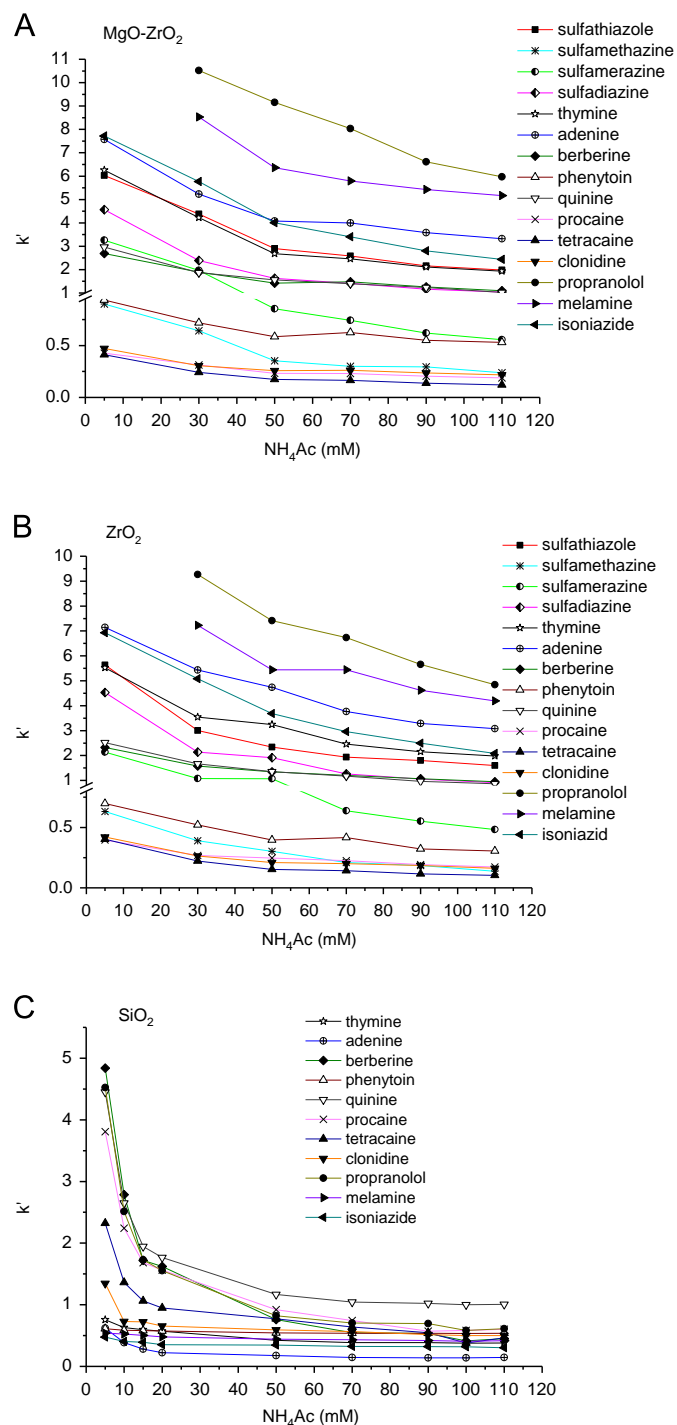 A
MgO-ZrO₂
k'
11
10
9
8
7
6
5
4
3
2
1
0.5
0.0
0 10 20 30 40 50 60 70 80 90 100 110 120
NH₄Ac (mM)
sulfathiazole
sulfamethazine
sulfamerazine
sulfadiazine
thymine
adenine
berberine
phenytoin
quinine
procaine
tetracaine
clonidine
propranolol
melamine
isoniazide
B
ZrO₂
k'
10
9
8
7
6
5
4
3
2
1
0.5
0.0
0 10 20 30 40 50 60 70 80 90 100 110 120
NH₄Ac (mM)
sulfathiazole
sulfamethazine
sulfamerazine
sulfadiazine
thymine
adenine
berberine
phenytoin
quinine
procaine
tetracaine
clonidine
propranolol
melamine
isoniazid
C
SiO₂
k'
5
4
3
2
1
0
0 10 20 30 40 50 60 70 80 90 100 110 120
NH₄Ac (mM)
thymine
adenine
berberine
phenytoin
quinine
procaine
tetracaine
clonidine
propranolol
melamine
isoniazide